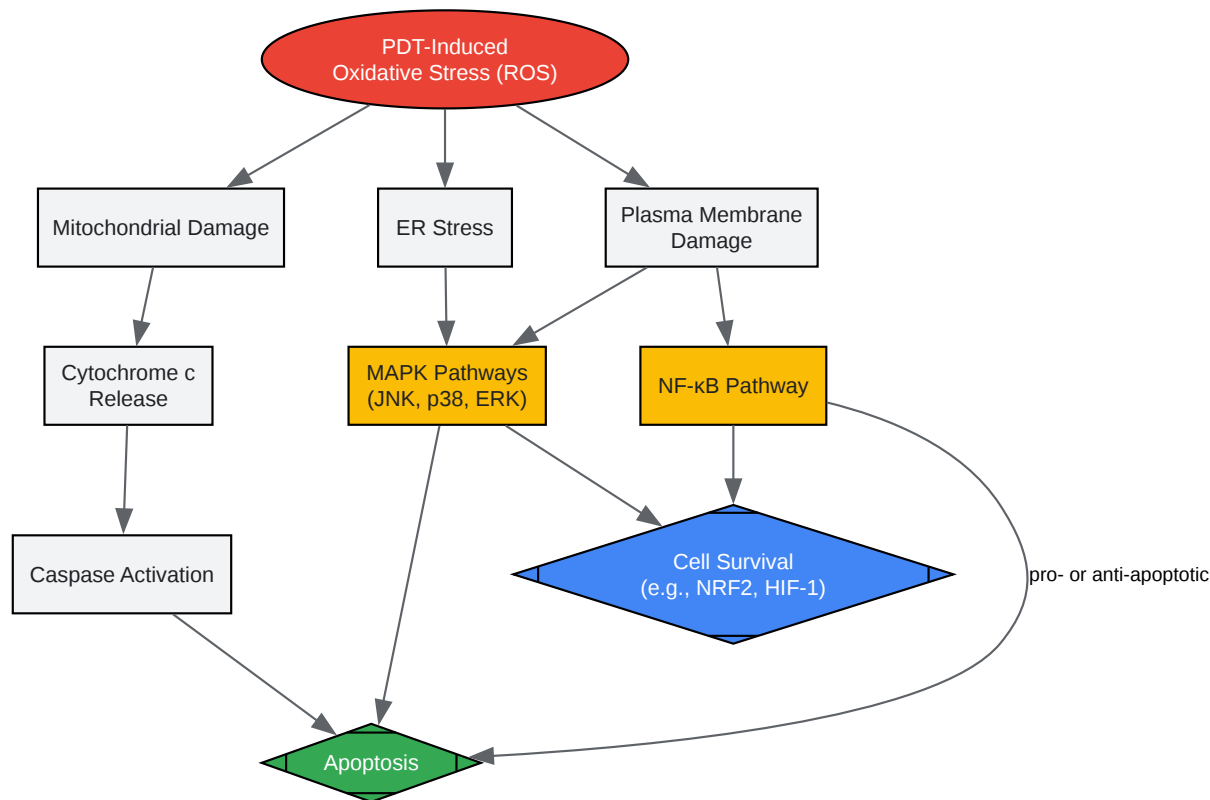 PDT-Induced
Oxidative Stress (ROS)
Mitochondrial Damage
ER Stress
Plasma Membrane
Damage
Cytochrome c
Release
MAPK Pathways
(JNK, p38, ERK)
NF-κB Pathway
Caspase Activation
Cell Survival
(e.g., NRF2, HIF-1)
pro- or anti-apoptotic
Apoptosis